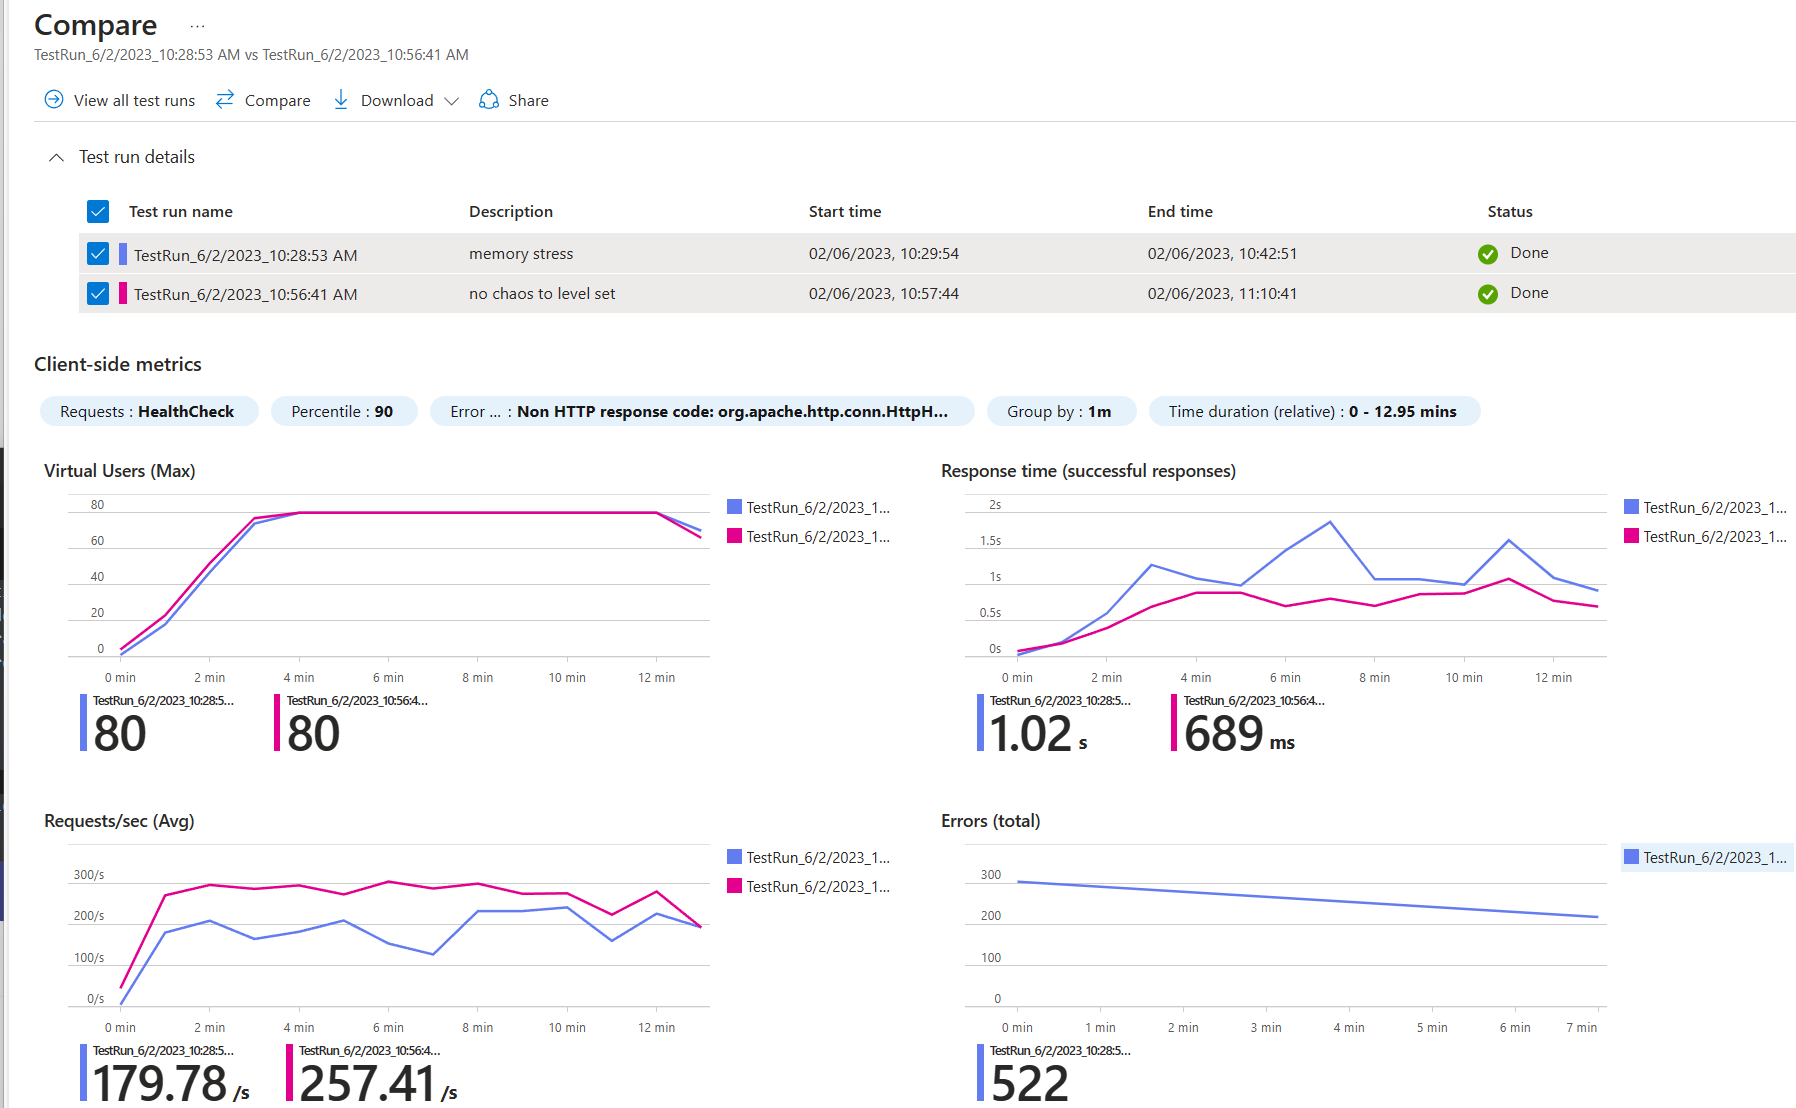 Compare ...
TestRun_6/2/2023_10:28:53 AM vs TestRun_6/2/2023_10:56:41 AM
View all test runs Compare Download Share
Test run details
Test run name Description Start time End time Status
TestRun_6/2/2023_10:28:53 AM memory stress 02/06/2023, 10:29:54 02/06/2023, 10:42:51 Done
TestRun_6/2/2023_10:56:41 AM no chaos to level set 02/06/2023, 10:57:44 02/06/2023, 11:10:41 Done
Client-side metrics
Requests : HealthCheck Percentile : 90 Error ... : Non HTTP response code: org.apache.http.conn.HttpH... Group by : 1m Time duration (relative) : 0 - 12.95 mins
Virtual Users (Max)
80
60
40
20
0
0 min 2 min 4 min 6 min 8 min 10 min 12 min
TestRun_6/2/2023_1...
TestRun_6/2/2023_1...
TestRun_6/2/2023_10:28:5... TestRun_6/2/2023_10:56:4...
80 80
Response time (successful responses)
2s
1.5s
1s
0.5s
0s
0 min 2 min 4 min 6 min 8 min 10 min 12 min
TestRun_6/2/2023_1...
TestRun_6/2/2023_1...
TestRun_6/2/2023_10:28:5... TestRun_6/2/2023_10:56:4...
1.02 s 689 ms
Requests/sec (Avg)
300/s
200/s
100/s
0/s
0 min 2 min 4 min 6 min 8 min 10 min 12 min
TestRun_6/2/2023_1...
TestRun_6/2/2023_1...
TestRun_6/2/2023_10:28:5... TestRun_6/2/2023_10:56:4...
179.78 /s 257.41 /s
Errors (total)
300
200
100
0
0 min 1 min 2 min 3 min 4 min 5 min 6 min 7 min
TestRun_6/2/2023_1...
TestRun_6/2/2023_10:28:5...
522